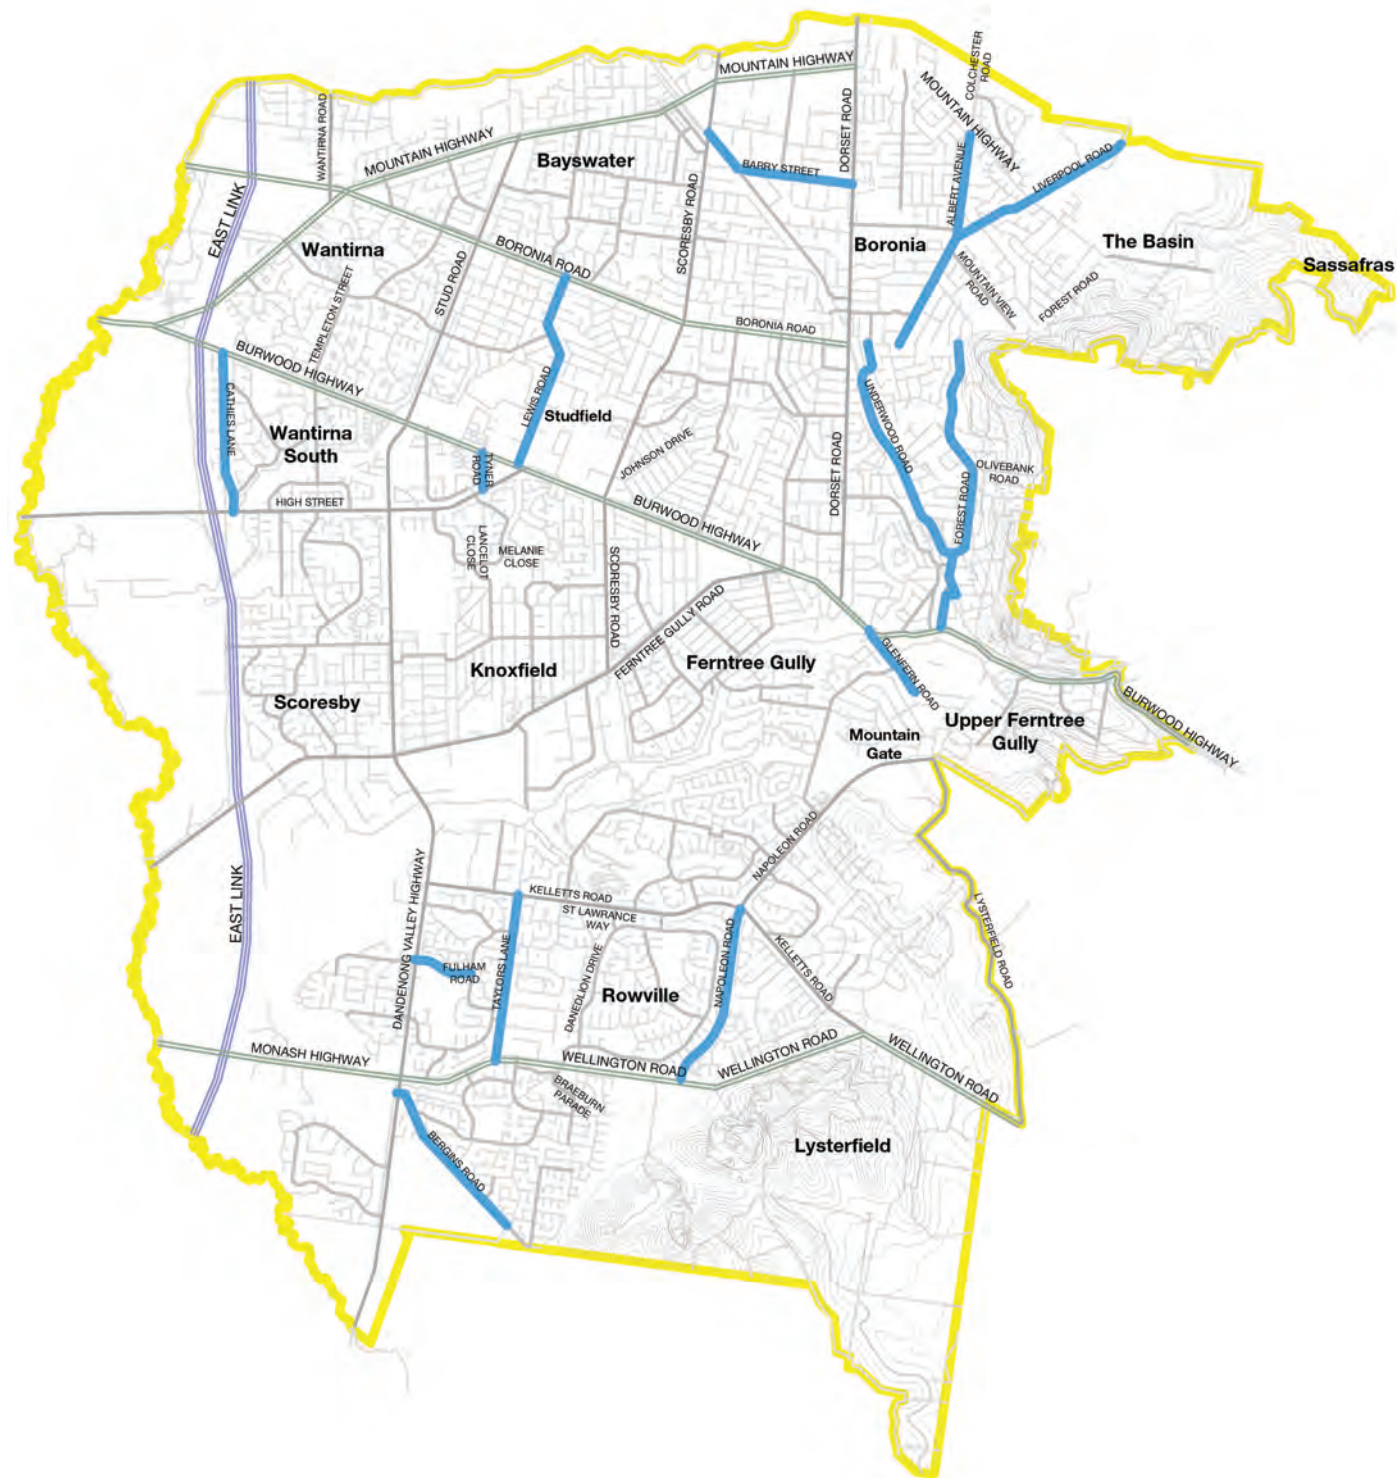 COLCHESTER
ROAD
MOUNTAIN HIGHWAY
MOUNTAIN HIGHWAY
WANTIRNA ROAD
MOUNTAIN HIGHWAY
DORSET ROAD
Bayswater
BARRY STREET
ALBERT AVENUE
LIVERPOOL ROAD
EAST LINK
SCORESBY ROAD
Wantirna
BORONIA ROAD
Boronia
The Basin
Sassafras
STUD ROAD
MOUNTAIN VIEW
ROAD
FOREST ROAD
TEMPLETON STREET
BORONIA ROAD
BURWOOD HIGHWAY
CATHIES LANE
LEWIS ROAD
Studfield
UNDERWOOD ROAD
Wantirna
South
JOHNSON DRIVE
DORSET ROAD
TYNER
ROAD
OLIVEBANK
ROAD
HIGH STREET
BURWOOD HIGHWAY
FOREST ROAD
LANCELOT
CLOSE
MELANIE
CLOSE
SCORESBY ROAD
FERNTREE GULLY ROAD
Knoxfield
Ferntree Gully
GLENFERN ROAD
Scoresby
Upper Ferntree
Gully
BURWOOD HIGHWAY
Mountain
Gate
NAPOLEON ROAD
EAST LINK
DANDENONG VALLEY HIGHWAY
KELLETTS ROAD
ST LAWRANCE
WAY
LYSTERFIELD ROAD
TAYLORS LANE
DANEDLION DRIVE
NAPOLEON ROAD
KELLETTS ROAD
FULHAM
ROAD
Rowville
MONASH HIGHWAY
WELLINGTON ROAD
WELLINGTON ROAD
WELLINGTON ROAD
BRAEBURN
PARADE
BERGINS ROAD
Lysterfield